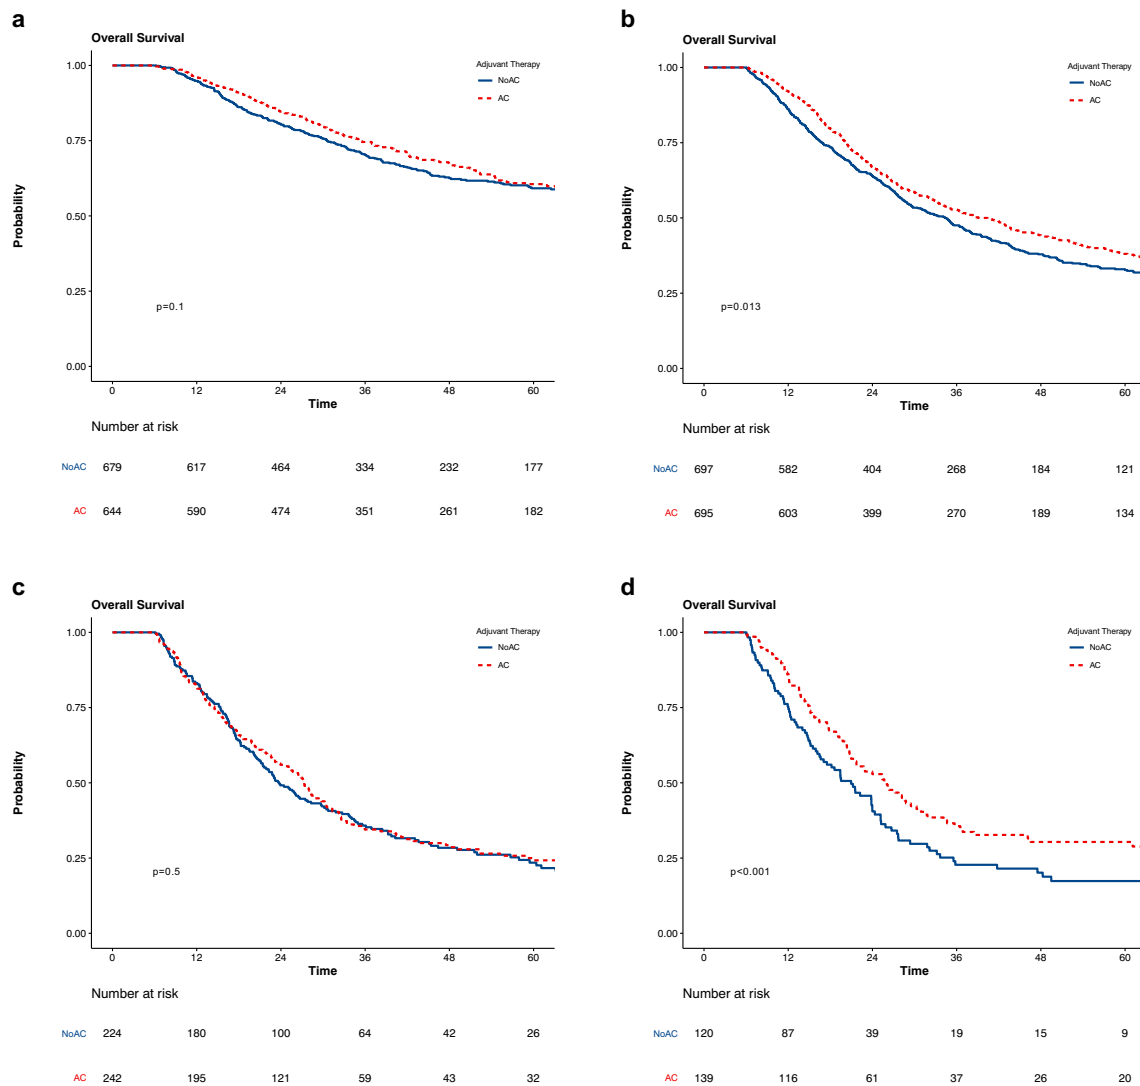 a
Overall Survival
Adjuvant Therapy
NoAC
AC
1.00
0.75
0.50
0.25
0.00
Probability
p=0.1
0 12 24 36 48 60
Time
Number at risk
NoAC 679 617 464 334 232 177
AC 644 590 474 351 261 182
b
Overall Survival
Adjuvant Therapy
NoAC
AC
1.00
0.75
0.50
0.25
0.00
Probability
p=0.013
0 12 24 36 48 60
Time
Number at risk
NoAC 697 582 404 268 184 121
AC 695 603 399 270 189 134
c
Overall Survival
Adjuvant Therapy
NoAC
AC
1.00
0.75
0.50
0.25
0.00
Probability
p=0.5
0 12 24 36 48 60
Time
Number at risk
NoAC 224 180 100 64 42 26
AC 242 195 121 59 43 32
d
Overall Survival
Adjuvant Therapy
NoAC
AC
1.00
0.75
0.50
0.25
0.00
Probability
p<0.001
0 12 24 36 48 60
Time
Number at risk
NoAC 120 87 39 19 15 9
AC 139 116 61 37 26 20